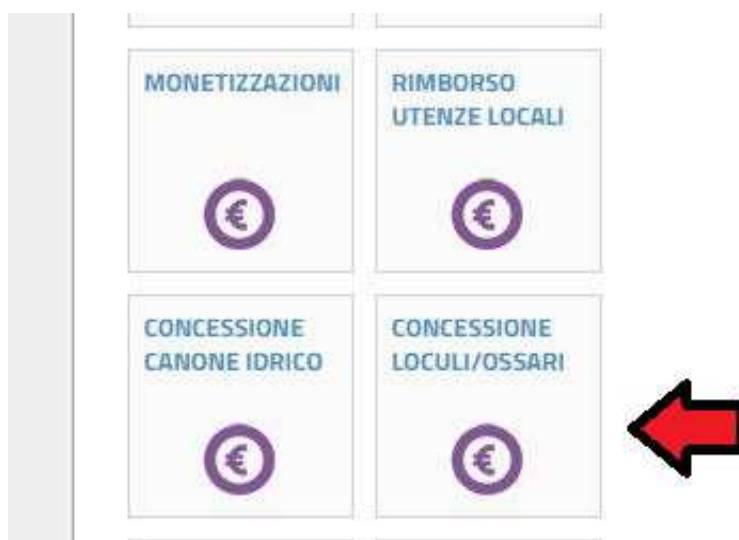 MONETIZZAZIONI
RIMBORSO
UTENZE LOCALI
€
€
CONCESSIONE
CANONE IDRICO
CONCESSIONE
LOCULI/OSSARI
€
€